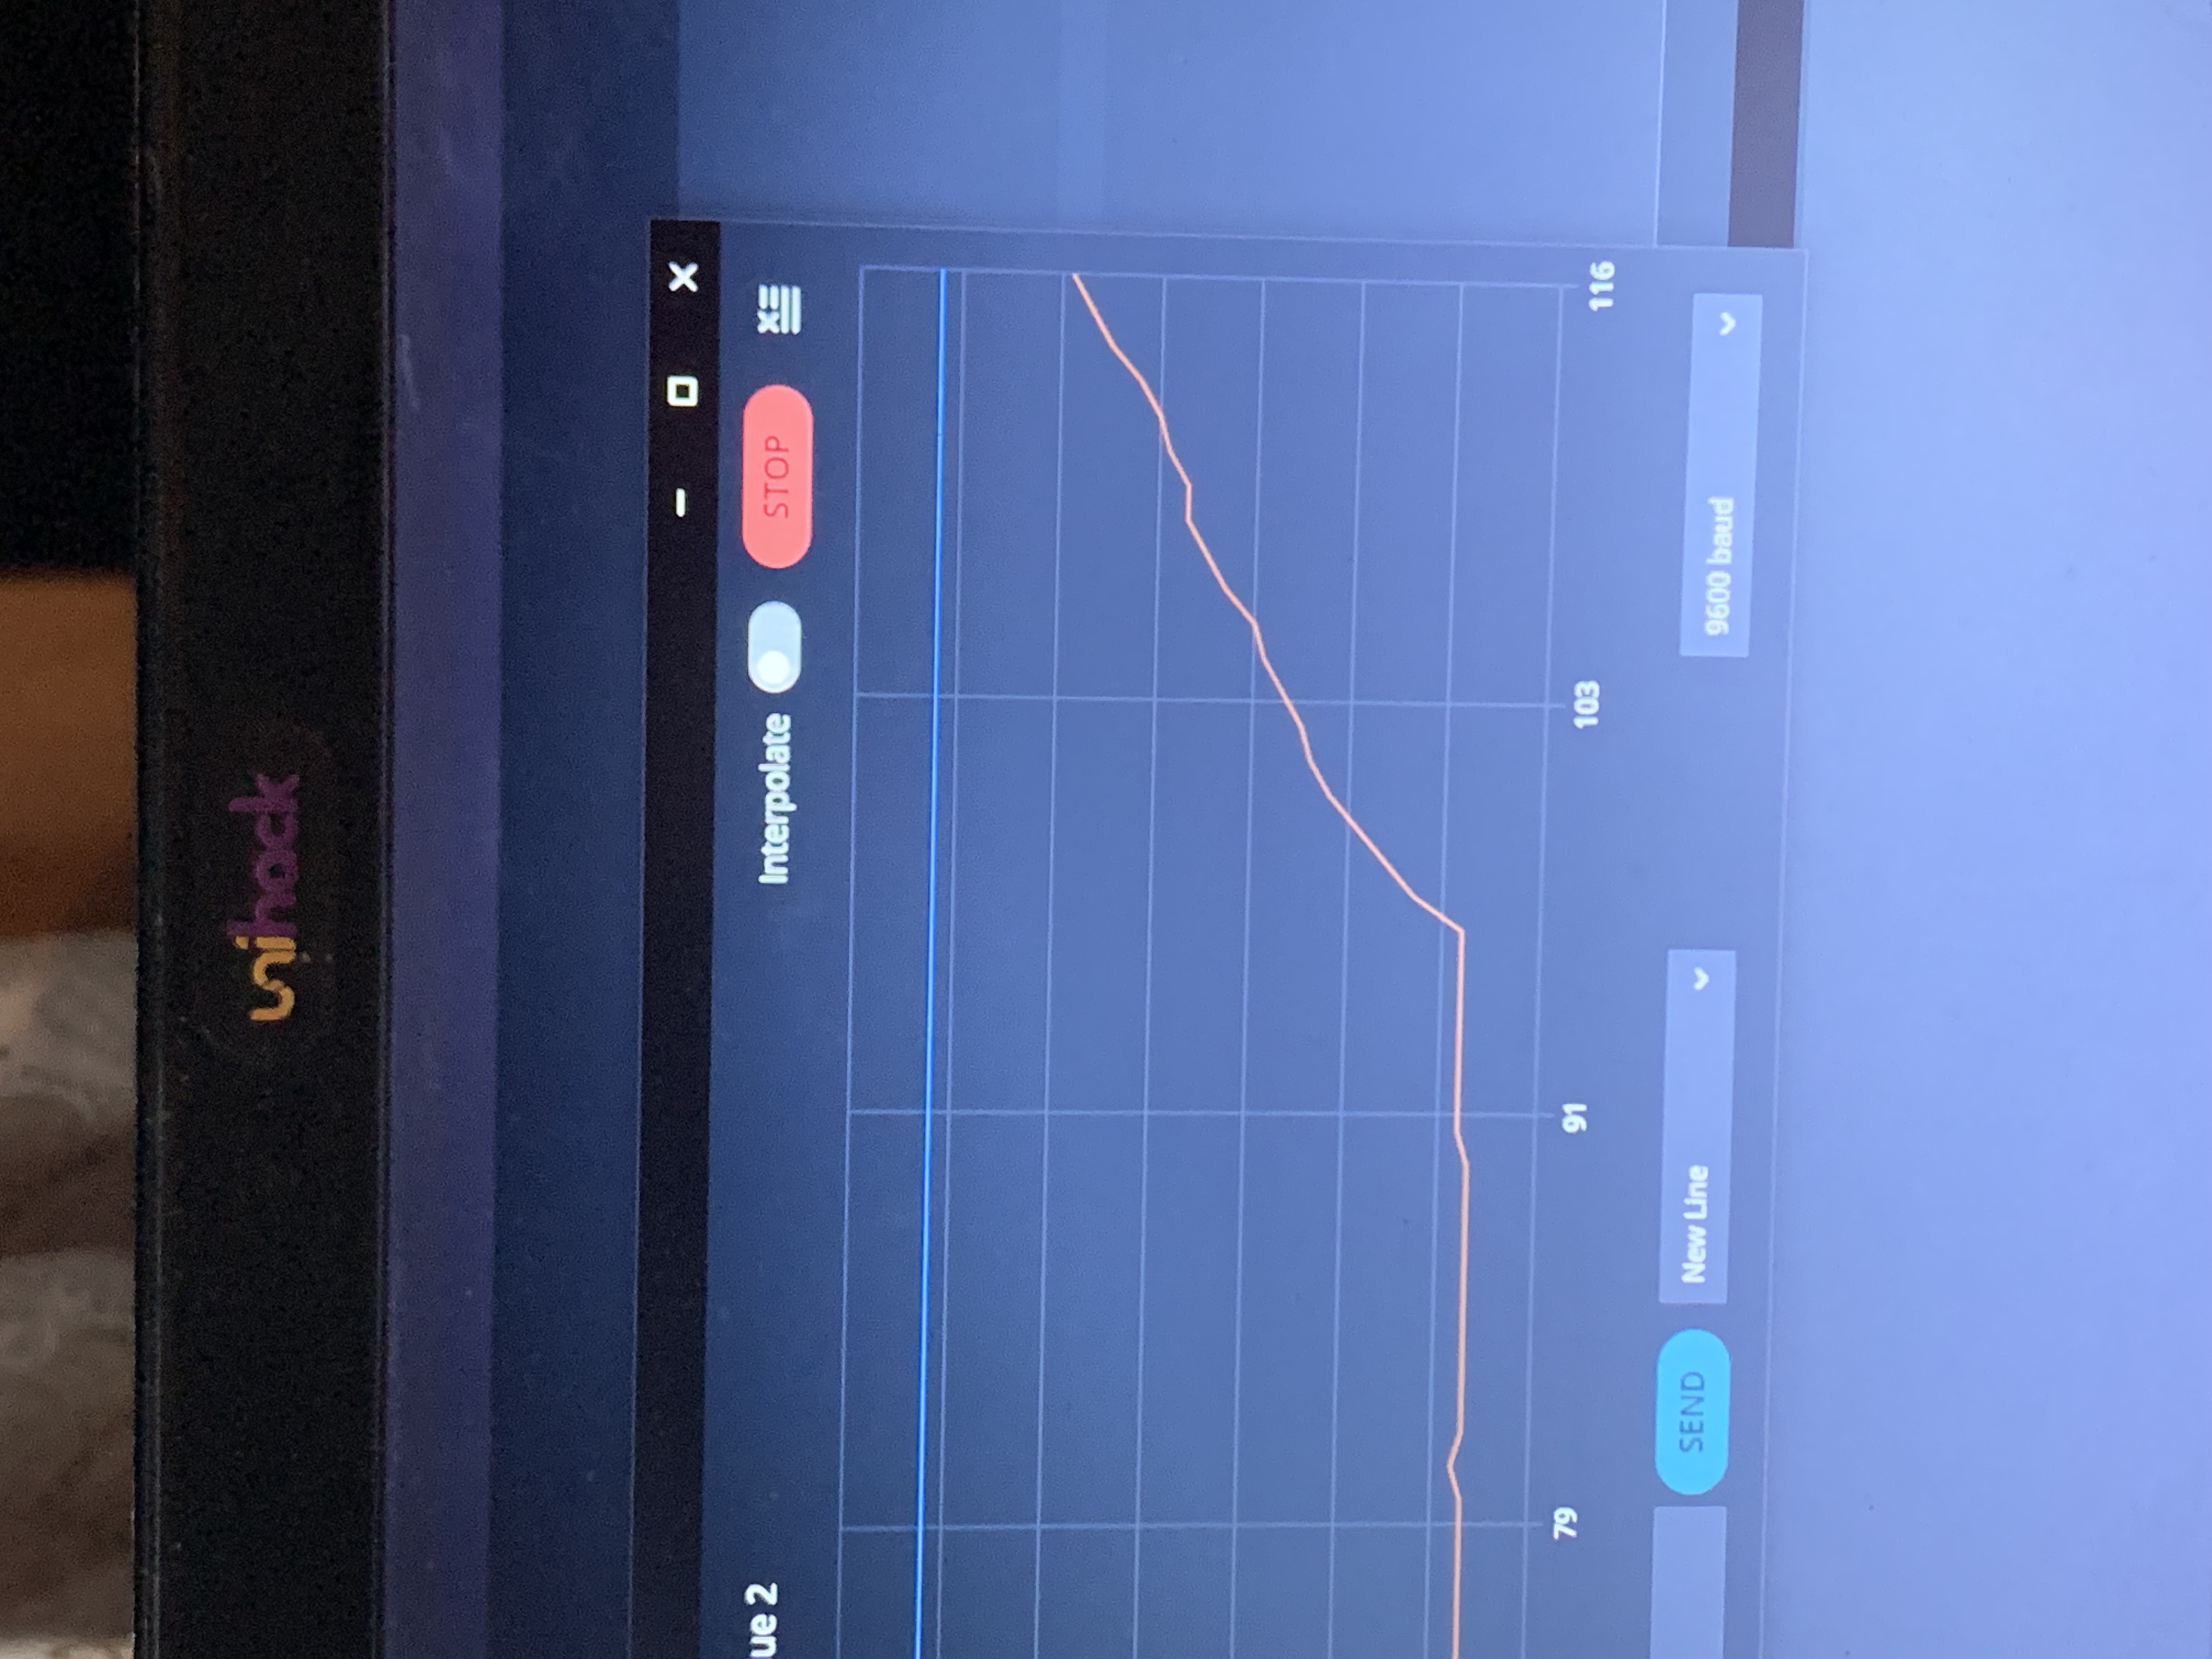 unihack
ue 2
Interpolate
STOP
79
91
103
116
SEND
New Line
9600 baud